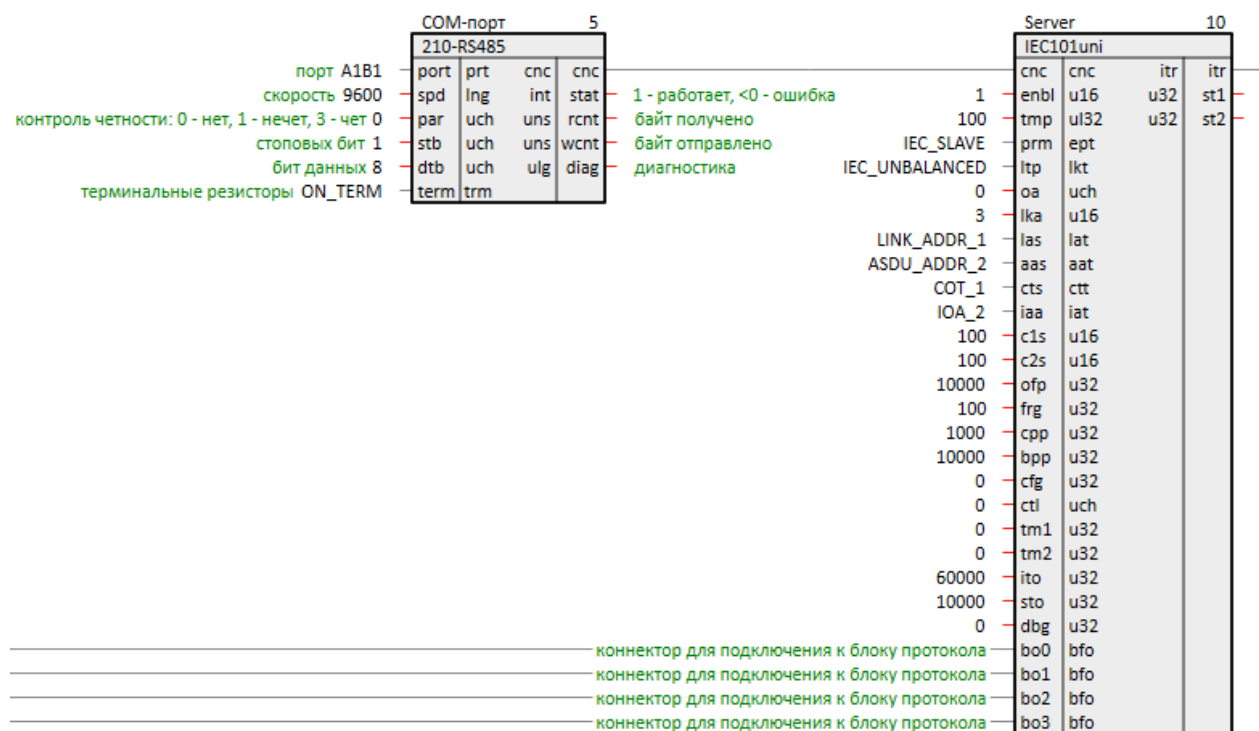 COM-порт 5
210-RS485
порт A1B1 port prt cnc cnc
скорость 9600 spd lng int stat 1 - работает, <0 - ошибка
контроль четности: 0 - нет, 1 - нечет, 3 - чет 0 par uch uns rcnt байт получено
стоповых бит 1 stb uch uns wcnt байт отправлено
бит данных 8 dtb uch ulg diag диагностика
терминальные резисторы ON_TERM term trm
Server 10
IEC101uni
cnc cnc itr itr
1 enbl u16 u32 st1
100 tmp ul32 u32 st2
IEC_SLAVE prm ept
IEC_UNBALANCED ltp lkt
0 oa uch
3 lka u16
LINK_ADDR_1 las lat
ASDU_ADDR_2 aas aat
COT_1 cts ctt
IOA_2 iaa iat
100 c1s u16
100 c2s u16
10000 ofp u32
100 frg u32
1000 cpp u32
10000 bpp u32
0 cfg u32
0 ctl uch
0 tm1 u32
0 tm2 u32
60000 ito u32
10000 sto u32
0 dbg u32
коннектор для подключения к блоку протокола bo0 bfo
коннектор для подключения к блоку протокола bo1 bfo
коннектор для подключения к блоку протокола bo2 bfo
коннектор для подключения к блоку протокола bo3 bfo